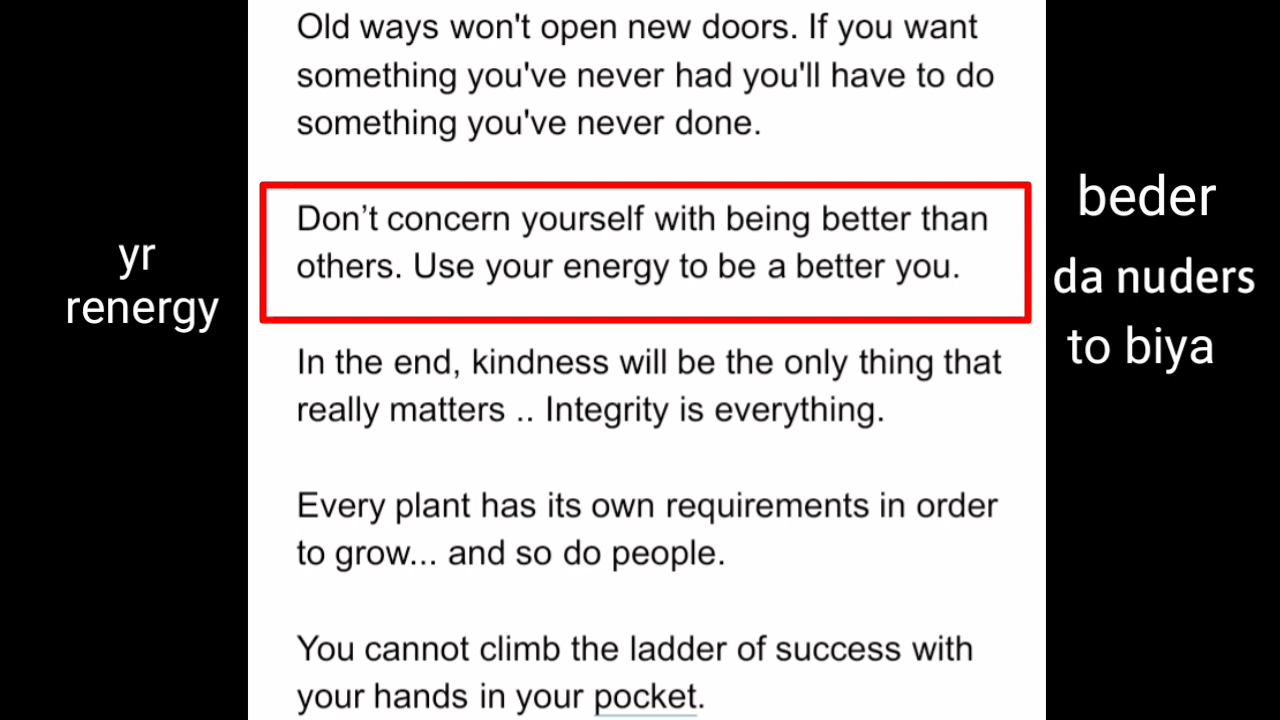 Old ways won't open new doors. If you want
something you've never had you'll have to do
something you've never done.
Don’t concern yourself with being better than
others. Use your energy to be a better you.
In the end, kindness will be the only thing that
really matters .. Integrity is everything.
Every plant has its own requirements in order
to grow... and so do people.
You cannot climb the ladder of success with
your hands in your pocket.
yr
renergy
beder
da nuders
to biya